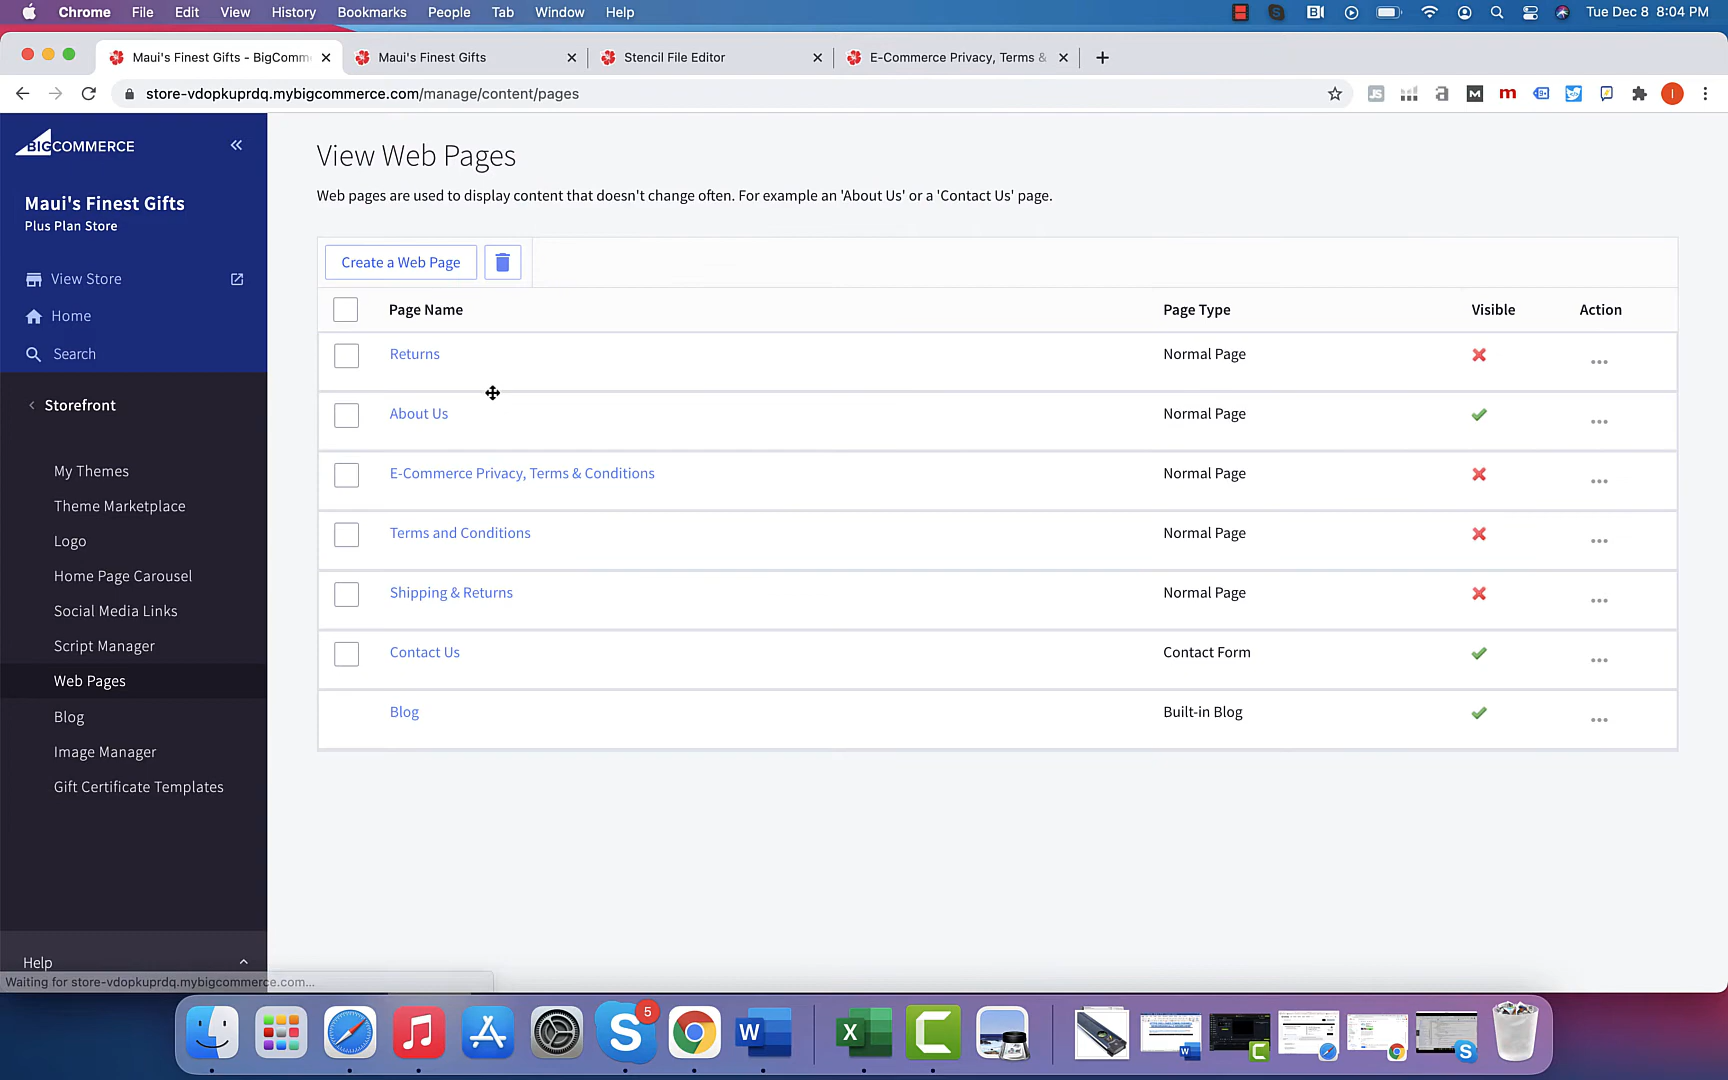 Chrome File Edit View History Bookmarks People Tab Window Help Tue Dec 8 8:04 PM
Maui's Finest Gifts - BigComm Maui's Finest Gifts Stencil File Editor E-Commerce Privacy, Terms &
store-vdopkuprdq.mybigcommerce.com/manage/content/pages
BIGCOMMERCE
Maui's Finest Gifts
Plus Plan Store
View Store
Home
Search
Storefront
My Themes
Theme Marketplace
Logo
Home Page Carousel
Social Media Links
Script Manager
Web Pages
Blog
Image Manager
Gift Certificate Templates
Help
Waiting for store-vdopkuprdq.mybigcommerce.com...
View Web Pages
Web pages are used to display content that doesn't change often. For example an 'About Us' or a 'Contact Us' page.
Create a Web Page
Page Name Page Type Visible Action
Returns Normal Page
About Us Normal Page
E-Commerce Privacy, Terms & Conditions Normal Page
Terms and Conditions Normal Page
Shipping & Returns Normal Page
Contact Us Contact Form
Blog Built-in Blog
5